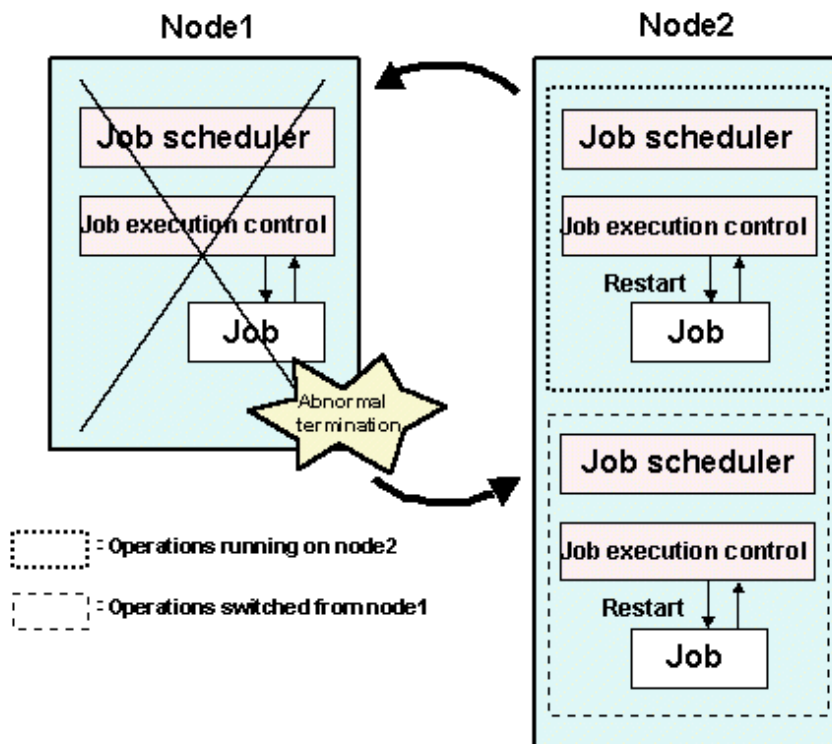 Node1
Job scheduler
Job execution control
Job
Abnormal
termination
Node2
Job scheduler
Job execution control
Restart
Job
Job scheduler
Job execution control
Restart
Job
: Operations running on node2
: Operations switched from node1